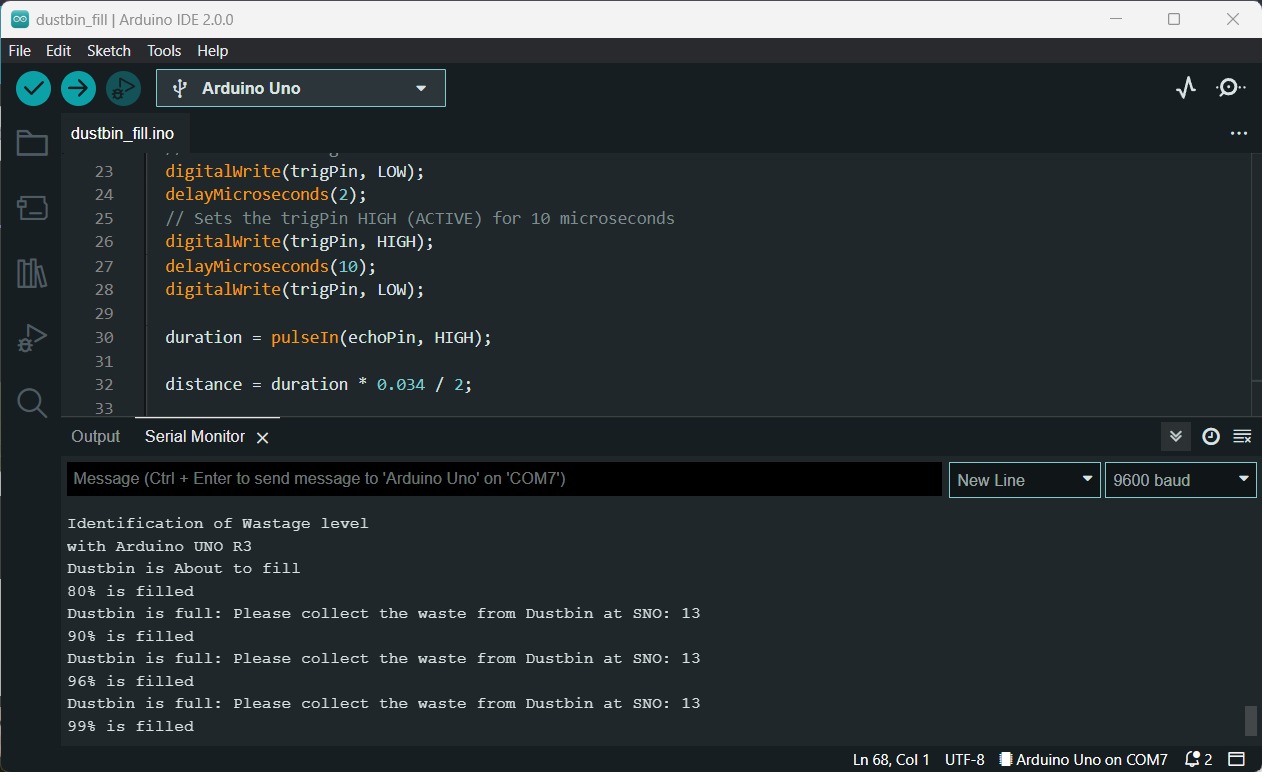 dustbin_fill | Arduino IDE 2.0.0
File Edit Sketch Tools Help
Arduino Uno
dustbin_fill.ino
23 digitalWrite(trigPin, LOW);
24 delayMicroseconds(2);
25 // Sets the trigPin HIGH (ACTIVE) for 10 microseconds
26 digitalWrite(trigPin, HIGH);
27 delayMicroseconds(10);
28 digitalWrite(trigPin, LOW);
29
30 duration = pulseIn(echoPin, HIGH);
31
32 distance = duration * 0.034 / 2;
33
Output Serial Monitor
Message (Ctrl + Enter to send message to 'Arduino Uno' on 'COM7') New Line 9600 baud
Identification of Wastage level
with Arduino UNO R3
Dustbin is About to fill
80% is filled
Dustbin is full: Please collect the waste from Dustbin at SNO: 13
90% is filled
Dustbin is full: Please collect the waste from Dustbin at SNO: 13
96% is filled
Dustbin is full: Please collect the waste from Dustbin at SNO: 13
99% is filled
Ln 68, Col 1 UTF-8 Arduino Uno on COM7 2